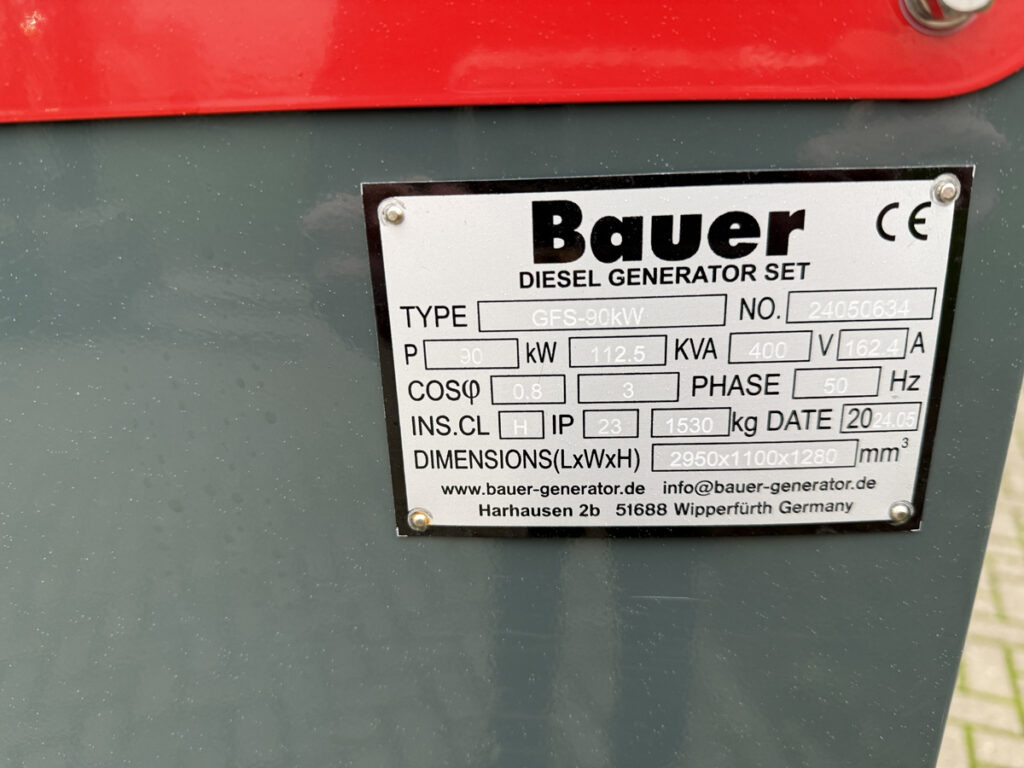 Bauer CE
DIESEL GENERATOR SET
TYPE GFS-90kW NO. 24050634
P 90 kW 112.5 KVA 400 V 162.4 A
COSφ 0.8 3 PHASE 50 Hz
INS.CL H IP 23 1530 kg DATE 2024.05
DIMENSIONS(LxWxH) 2950x1100x1280 mm³
www.bauer-generator.de info@bauer-generator.de
Harhausen 2b 51688 Wipperfürth Germany